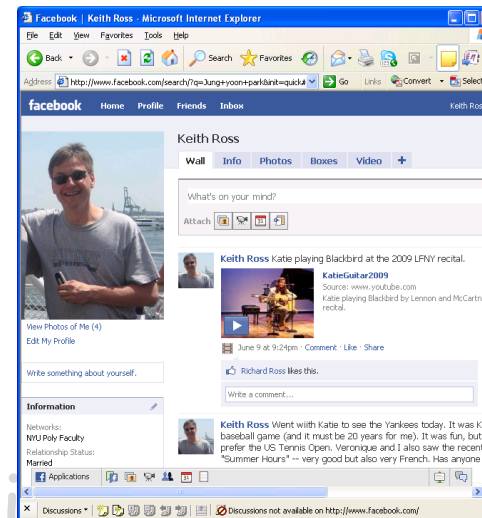 Facebook | Keith Ross - Microsoft Internet Explorer
File Edit View Favorites Tools Help
Back Search Favorites
Address http://www.facebook.com/search/?q=Jung+yoon+park&init=quick# Go Links Convert Select
facebook Home Profile Friends Inbox Keith Ros
Keith Ross
Wall Info Photos Boxes Video +
What's on your mind?
Attach
31
Keith Ross Katie playing Blackbird at the 2009 LFNY recital.
KatieGuitar2009
Source: www.youtube.com
Katie playing Blackbird by Lennon and McCartn
recital.
June 9 at 9:24pm · Comment · Like · Share
Richard Ross likes this.
Write a comment...
View Photos of Me (4)
Edit My Profile
Write something about yourself.
Information
Networks:
NYU Poly Faculty
Relationship Status:
Married
Keith Ross Went wiith Katie to see the Yankees today. It was K
baseball game (and it must be 20 years for me). It was fun, but
prefer the US Tennis Open. Veronique and I also saw the recent
"Summer Hours" -- very good but also very French. Has anyone
Applications
31
Discussions Discussions not available on http://www.facebook.com/